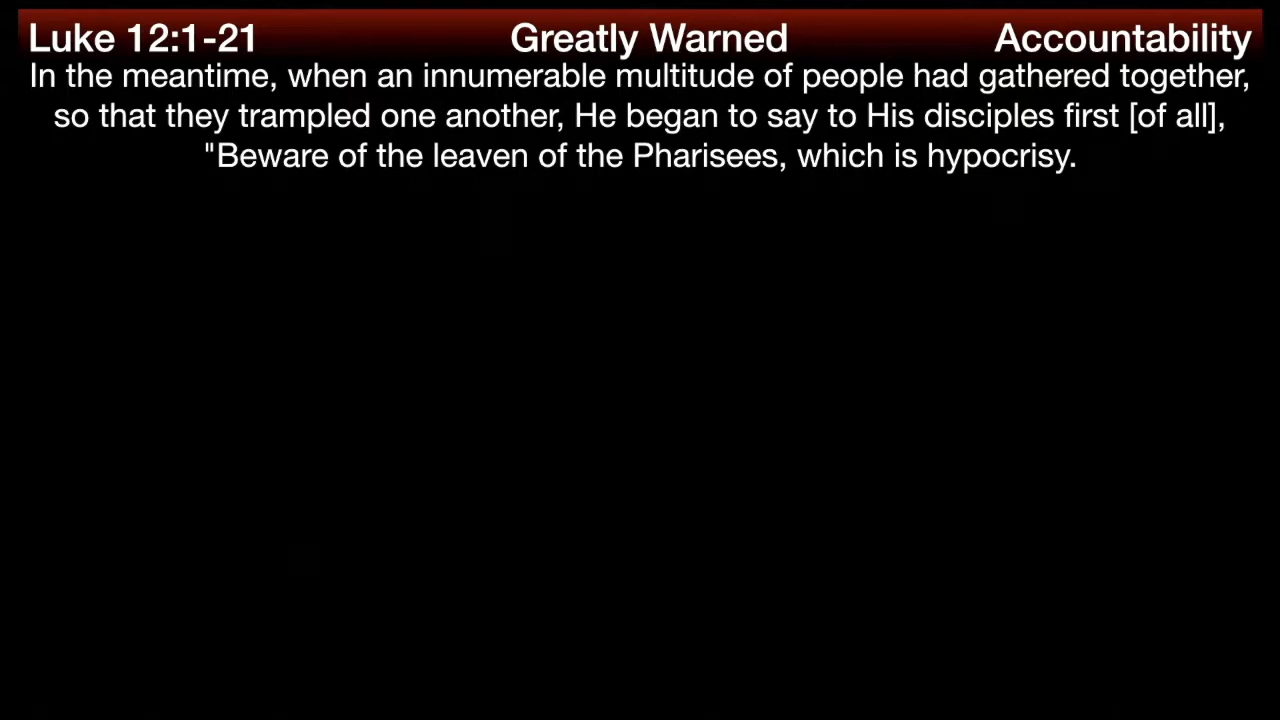 Luke 12:1-21 Greatly Warned Accountability
In the meantime, when an innumerable multitude of people had gathered together,
so that they trampled one another, He began to say to His disciples first [of all],
"Beware of the leaven of the Pharisees, which is hypocrisy.